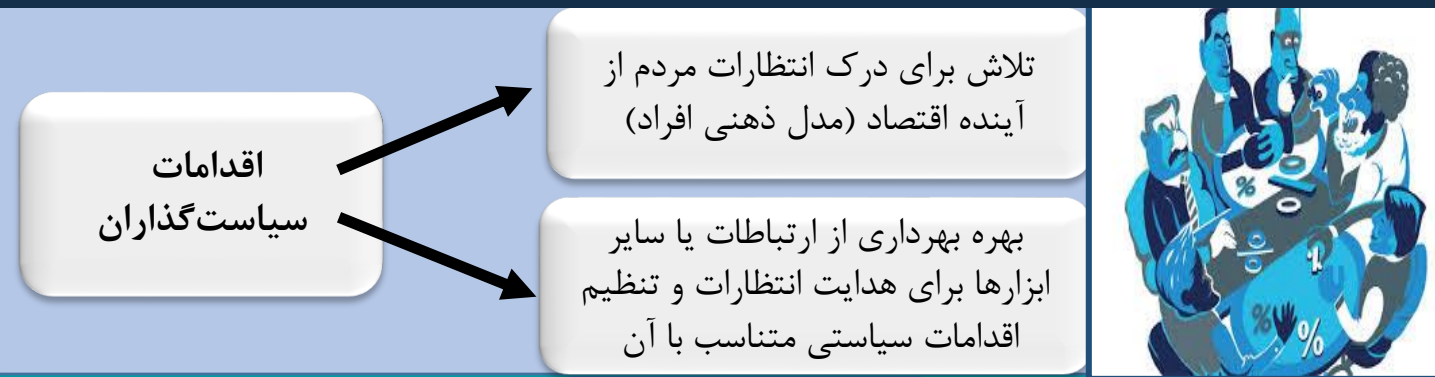 اقدامات
سیاست‌گذاران
تلاش برای درک انتظارات مردم از
آینده اقتصاد (مدل ذهنی افراد)
بهره بهرداری از ارتباطات یا سایر
ابزارها برای هدایت انتظارات و تنظیم
اقدامات سیاستی متناسب با آن
%
%
%
%